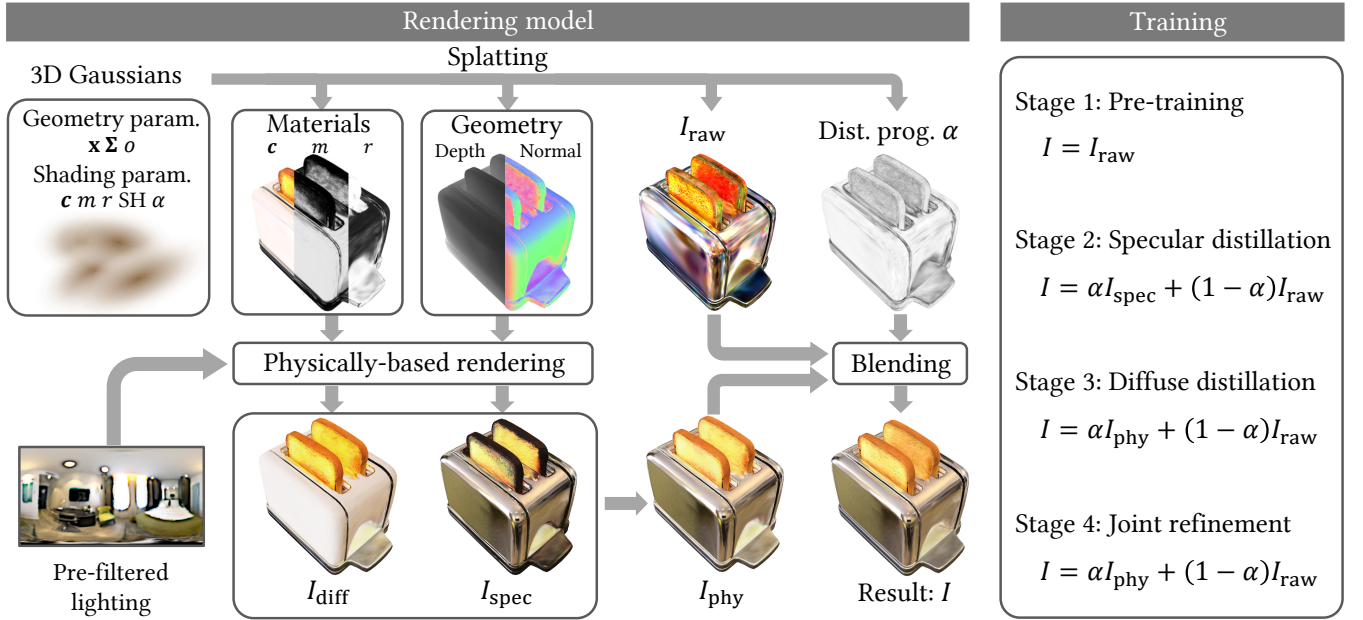 Rendering model
Splatting
3D Gaussians
Geometry param.
x Σ o
Shading param.
c m r SH α
Materials
c m r
Geometry
Depth Normal
I_raw
Dist. prog. α
Physically-based rendering
Blending
Pre-filtered
lighting
I_diff
I_spec
I_phy
Result: I
Training
Stage 1: Pre-training
I = I_raw
Stage 2: Specular distillation
I = αI_spec + (1 − α)I_raw
Stage 3: Diffuse distillation
I = αI_phy + (1 − α)I_raw
Stage 4: Joint refinement
I = αI_phy + (1 − α)I_raw